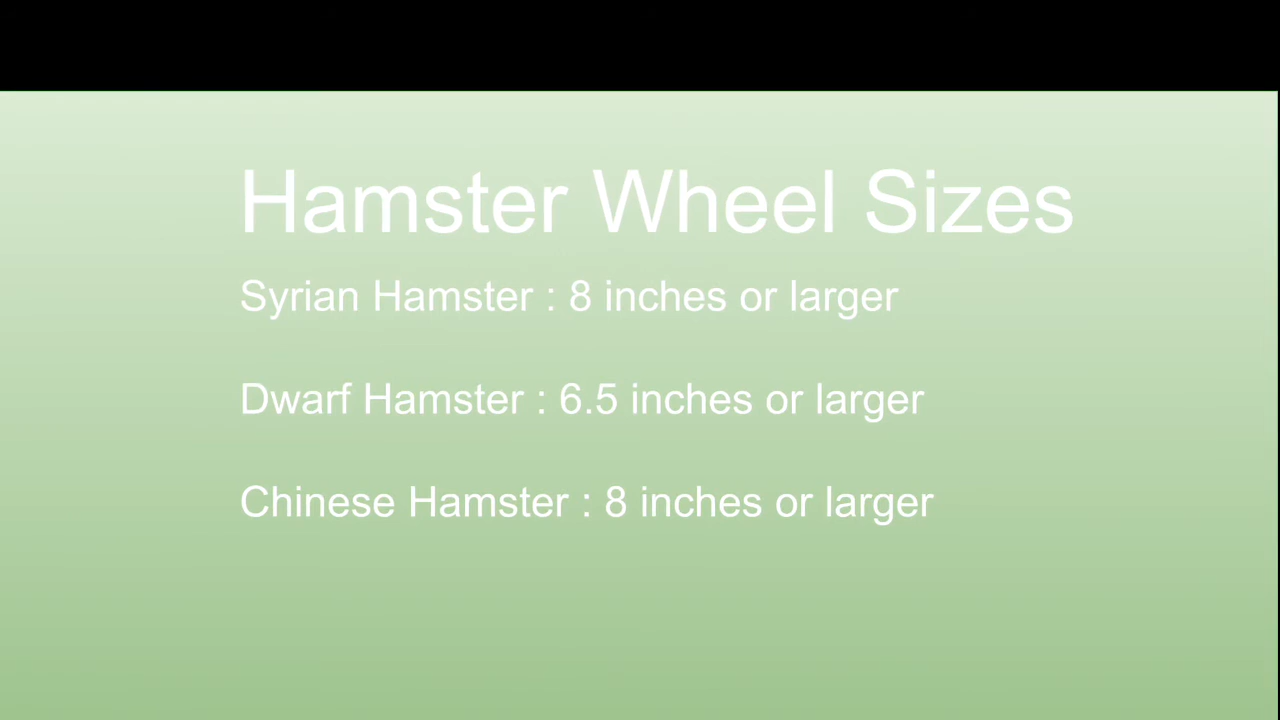 Hamster Wheel Sizes
Syrian Hamster : 8 inches or larger
Dwarf Hamster : 6.5 inches or larger
Chinese Hamster : 8 inches or larger